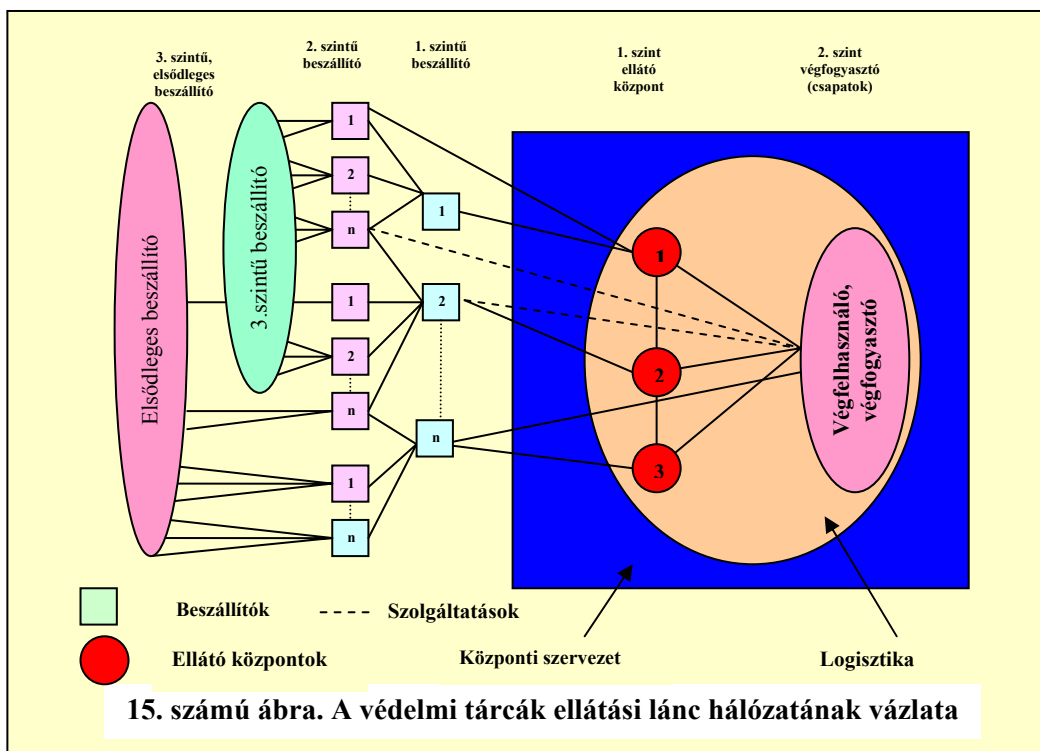 3. szintű,
elsődleges
beszállító
2. szintű
beszállító
1. szintű
beszállító
1. szint
ellátó
központ
2. szint
végfogyasztó
(csapatok)
Elsődleges beszállító
3.szintű beszállító
1
2
n
1
2
n
1
n
1
2
n
1
2
3
Végfelhasználó,
végfogyasztó
Beszállítók
Szolgáltatások
Ellátó központok
Központi szervezet
Logisztika
15. számú ábra. A védelmi tárcák ellátási lánc hálózatának vázlata